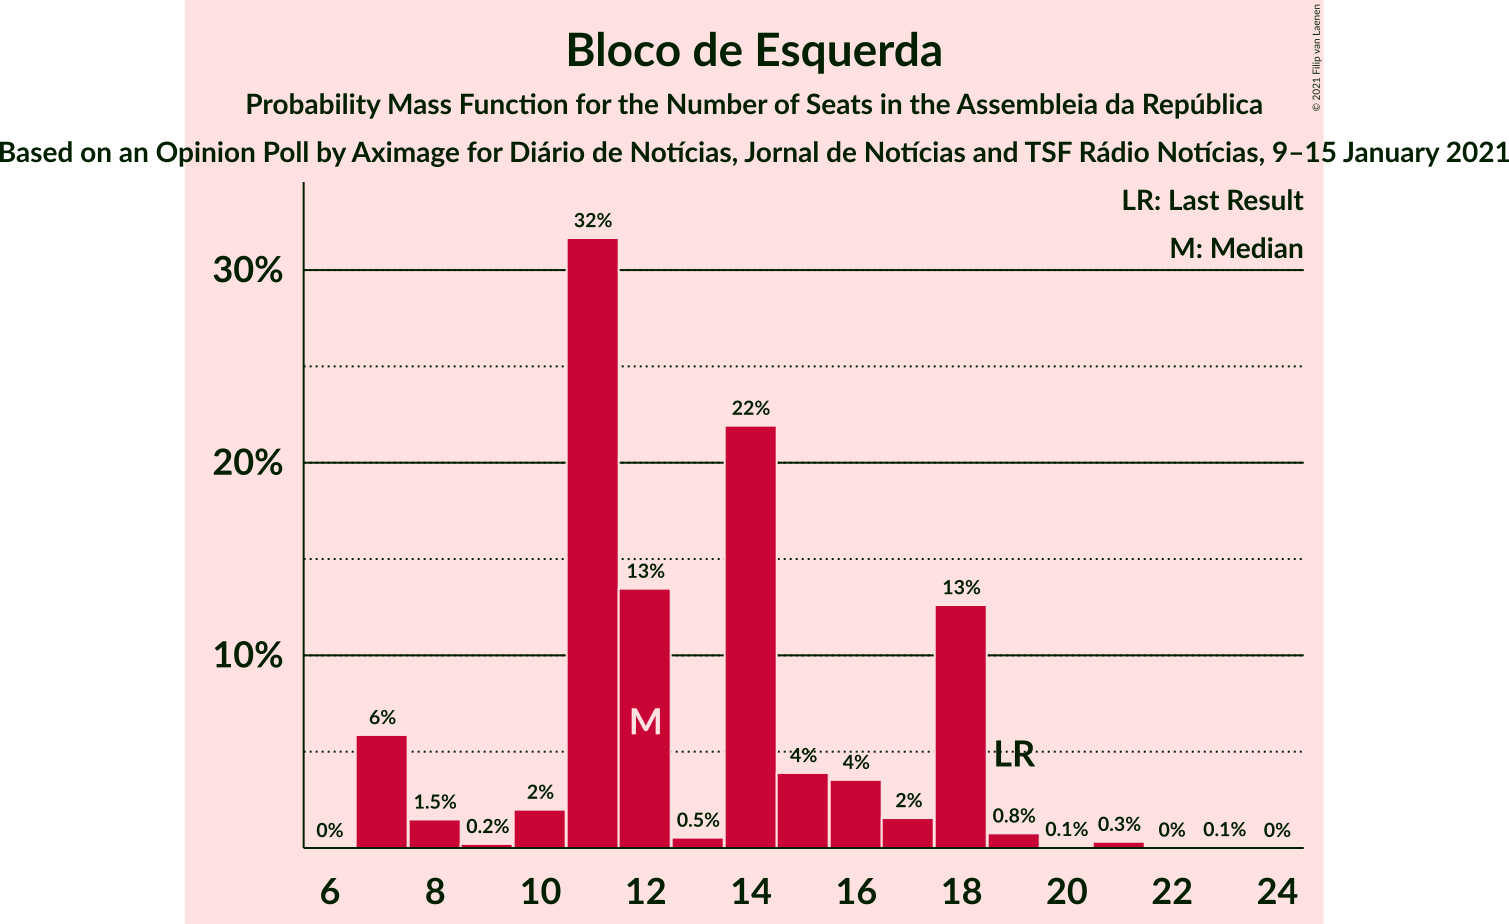 Bloco de Esquerda
Probability Mass Function for the Number of Seats in the Assembleia da República
Based on an Opinion Poll by Aximage for Diário de Notícias, Jornal de Notícias and TSF Rádio Notícias, 9–15 January 2021
© 2021 Filip van Laenen
LR: Last Result
M: Median
30%
20%
10%
0%
6%
1.5%
0.2%
2%
32%
13%
M
0.5%
22%
4%
4%
2%
13%
LR
0.8%
0.1%
0.3%
0%
0.1%
0%
6 8 10 12 14 16 18 20 22 24